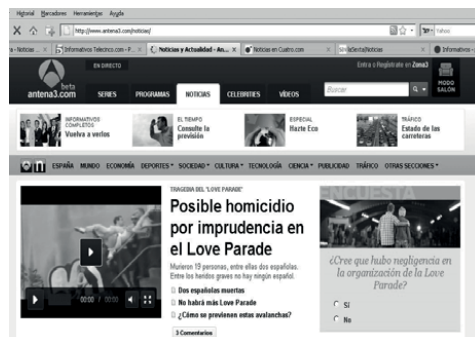 Historial Marcadores Herramientas Ayuda
http://www.antena3.com/noticias/
Yahoo
Informativos Telecinco.com - P...
Noticias y Actualidad - An...
Noticias en Cuatro.com
laSexta|Noticias
Informativos -
EN DIRECTO
Entra o Regístrate en Zona3
beta
antena3.com
SERIES
PROGRAMAS
NOTICIAS
CELEBRITIES
VÍDEOS
Buscar
MODO
SALÓN
INFORMATIVOS
COMPLETOS
Vuelva a verlos
EL TIEMPO
Consulte la
previsión
ESPECIAL
Hazte Eco
TRÁFICO
Estado de las
carreteras
ESPAÑA MUNDO ECONOMÍA DEPORTES SOCIEDAD CULTURA TECNOLOGÍA CIENCIA PUBLICIDAD TRÁFICO OTRAS SECCIONES
TRAGEDIA DEL 'LOVE PARADE'
Posible homicidio
por imprudencia en
el Love Parade
Murieron 19 personas, entre ellas dos españolas.
Entre los heridos graves no hay ningún español.
Dos españolas muertas
No habrá más Love Parade
¿Cómo se previenen estas avalanchas?
3 Comentarios
00:00 / 00:00
ENCUESTA
¿Cree que hubo negligencia en
la organización de la Love
Parade?
Sí
No